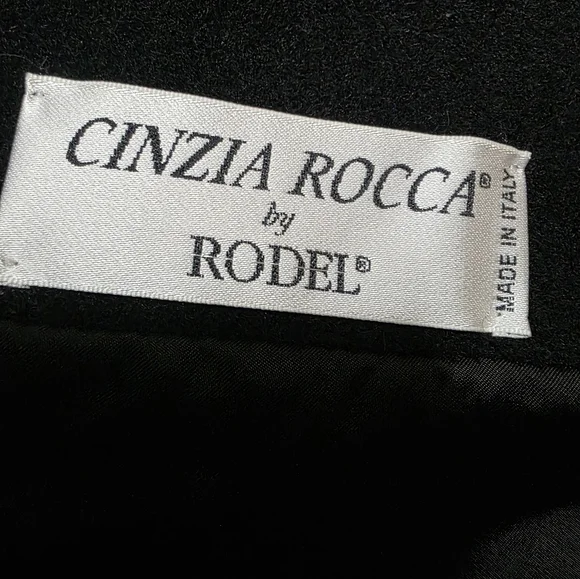 CINZIA ROCCA®
by
RODEL®
MADE IN ITALY